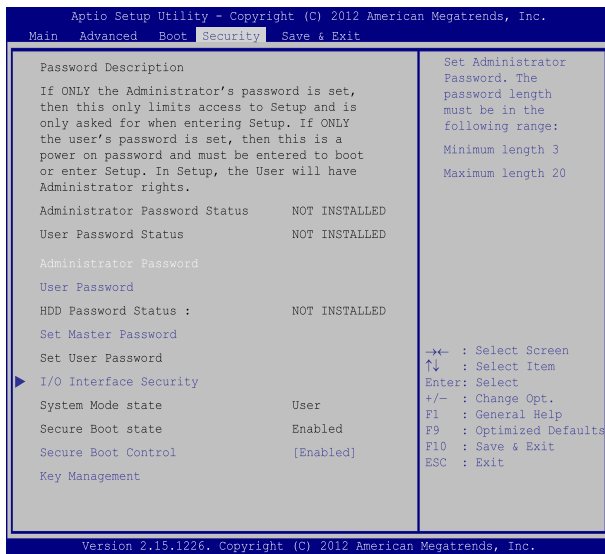 Aptio Setup Utility - Copyright (C) 2012 American Megatrends, Inc.
Main Advanced Boot Security Save & Exit
Password Description
If ONLY the Administrator's password is set,
then this only limits access to Setup and is
only asked for when entering Setup. If ONLY
the user's password is set, then this is a
power on password and must be entered to boot
or enter Setup. In Setup, the User will have
Administrator rights.
Administrator Password Status NOT INSTALLED
User Password Status NOT INSTALLED
Administrator Password
User Password
HDD Password Status : NOT INSTALLED
Set Master Password
Set User Password
I/O Interface Security
System Mode state User
Secure Boot state Enabled
Secure Boot Control [Enabled]
Key Management
Set Administrator
Password. The
password length
must be in the
following range:
Minimum length 3
Maximum length 20
→← : Select Screen
↑↓ : Select Item
Enter: Select
+/− : Change Opt.
F1 : General Help
F9 : Optimized Defaults
F10 : Save & Exit
ESC : Exit
Version 2.15.1226. Copyright (C) 2012 American Megatrends, Inc.